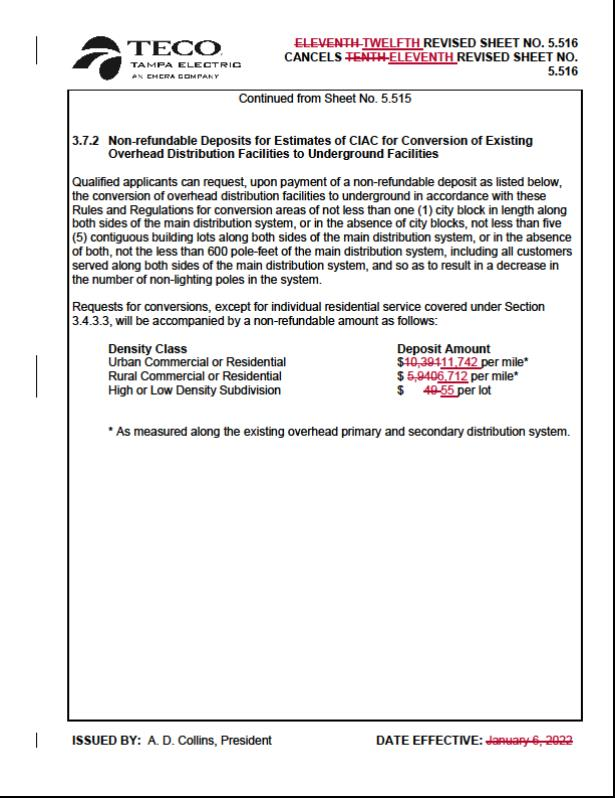 TECO
TAMPA ELECTRIC
AN EMERA COMPANY
ELEVENTH TWELFTH REVISED SHEET NO. 5.516
CANCELS TENTH ELEVENTH REVISED SHEET NO.
5.516
Continued from Sheet No. 5.515
3.7.2 Non-refundable Deposits for Estimates of CIAC for Conversion of Existing
Overhead Distribution Facilities to Underground Facilities
Qualified applicants can request, upon payment of a non-refundable deposit as listed below,
the conversion of overhead distribution facilities to underground in accordance with these
Rules and Regulations for conversion areas of not less than one (1) city block in length along
both sides of the main distribution system, or in the absence of city blocks, not less than five
(5) contiguous building lots along both sides of the main distribution system, or in the absence
of both, not the less than 600 pole-feet of the main distribution system, including all customers
served along both sides of the main distribution system, and so as to result in a decrease in
the number of non-lighting poles in the system.
Requests for conversions, except for individual residential service covered under Section
3.4.3.3, will be accompanied by a non-refundable amount as follows:
Density Class Deposit Amount
Urban Commercial or Residential $10,39111,742 per mile*
Rural Commercial or Residential $ 5,9406,712 per mile*
High or Low Density Subdivision $ 49 55 per lot
* As measured along the existing overhead primary and secondary distribution system.
ISSUED BY: A. D. Collins, President DATE EFFECTIVE: January 6, 2022